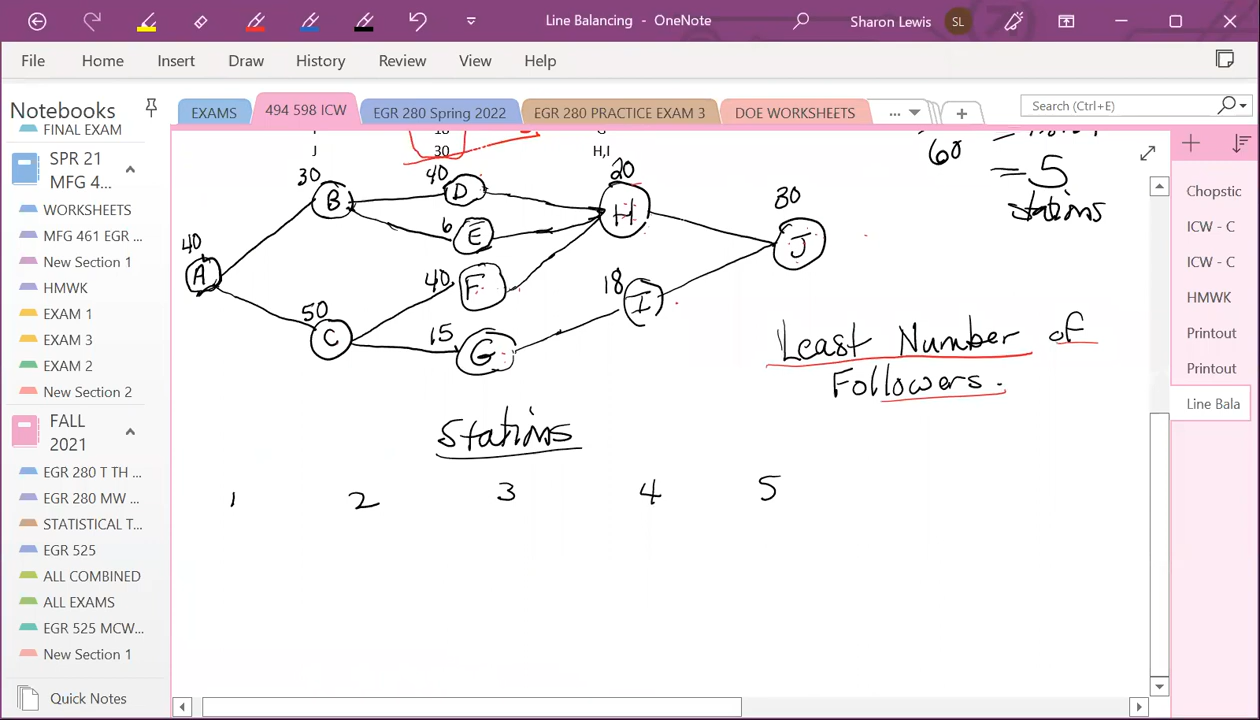 Line Balancing - OneNote
Sharon Lewis
SL
File Home Insert Draw History Review View Help
Notebooks
EXAMS
494 598 ICW
EGR 280 Spring 2022
EGR 280 PRACTICE EXAM 3
DOE WORKSHEETS
...
Search (Ctrl+E)
FINAL EXAM
SPR 21
MFG 4...
WORKSHEETS
MFG 461 EGR ...
New Section 1
HMWK
EXAM 1
EXAM 3
EXAM 2
New Section 2
FALL
2021
EGR 280 T TH ...
EGR 280 MW ...
STATISTICAL T...
EGR 525
ALL COMBINED
ALL EXAMS
EGR 525 MCW...
New Section 1
Quick Notes
J 30 H,I
60
= 5
stations
30 B
40 D
20 H
30 J
6 E
40 A
40 F
18 I
50 C
15 G
Least Number of
Followers.
Stations
1 2 3 4 5
Chopstic
ICW - C
ICW - C
HMWK
Printout
Printout
Line Bala